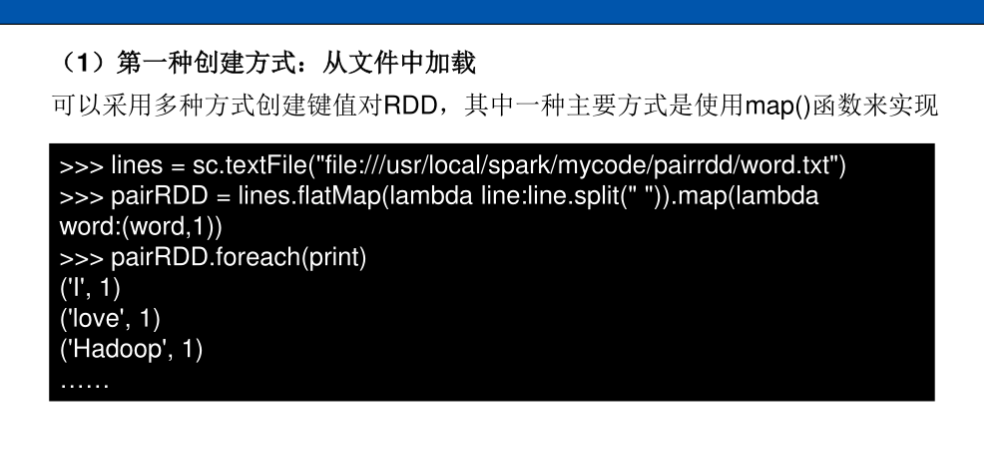 （1）第一种创建方式：从文件中加载
可以采用多种方式创建键值对RDD，其中一种主要方式是使用map()函数来实现
>>> lines = sc.textFile("file:///usr/local/spark/mycode/pairrdd/word.txt")
>>> pairRDD = lines.flatMap(lambda line:line.split(" ")).map(lambda
word:(word,1))
>>> pairRDD.foreach(print)
('I', 1)
('love', 1)
('Hadoop', 1)
……